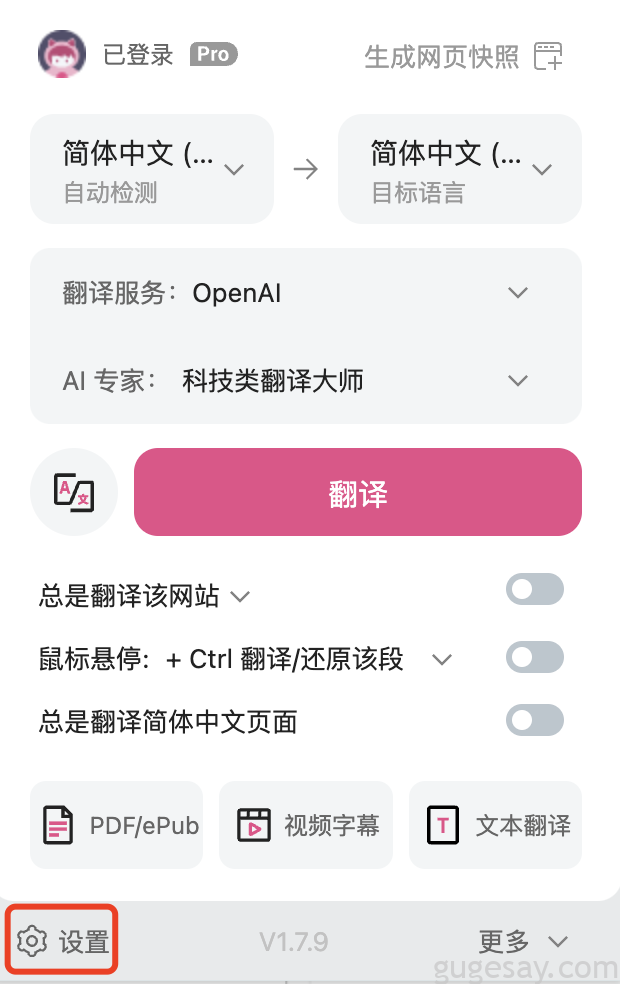 已登录 Pro 生成网页快照
简体中文 (... 简体中文 (...
自动检测 目标语言
翻译服务： OpenAI
AI 专家： 科技类翻译大师
A 文 翻译
总是翻译该网站
鼠标悬停: + Ctrl 翻译/还原该段
总是翻译简体中文页面
PDF/ePub 视频字幕 T 文本翻译
设置 V1.7.9 更多
gugesay.com